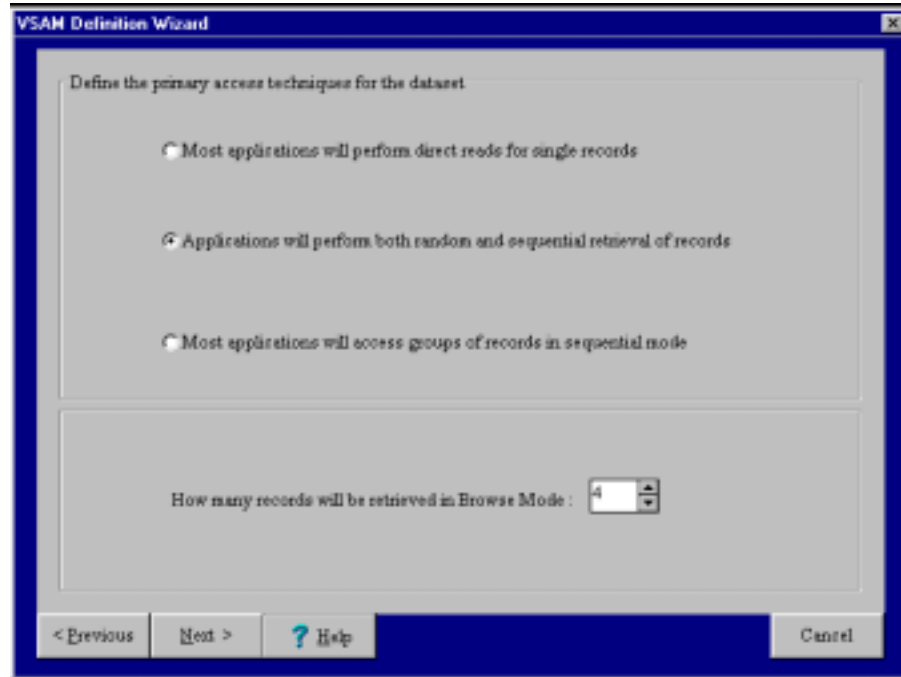 VSAM Definition Wizard
Define the primary access techniques for the dataset
Most applications will perform direct reads for single records
Applications will perform both random and sequential retrieval of records
Most applications will access groups of records in sequential mode
How many records will be retrieved in Browse Mode : 4
< Previous Next > ? Help Cancel